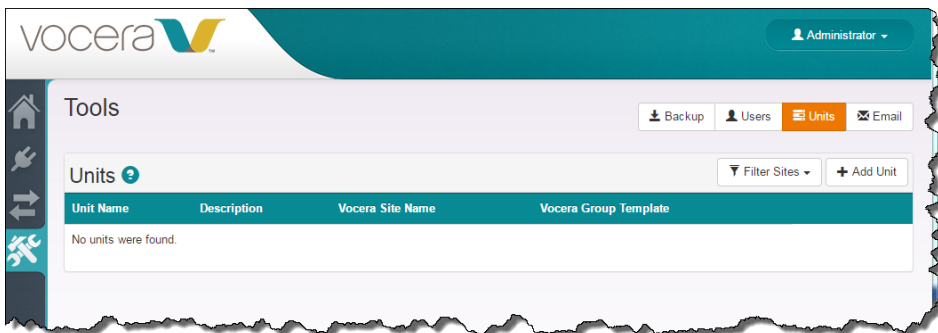 vocera
Administrator
Tools
Backup Users Units Email
Units ?
Filter Sites Add Unit
Unit Name Description Vocera Site Name Vocera Group Template
No units were found.